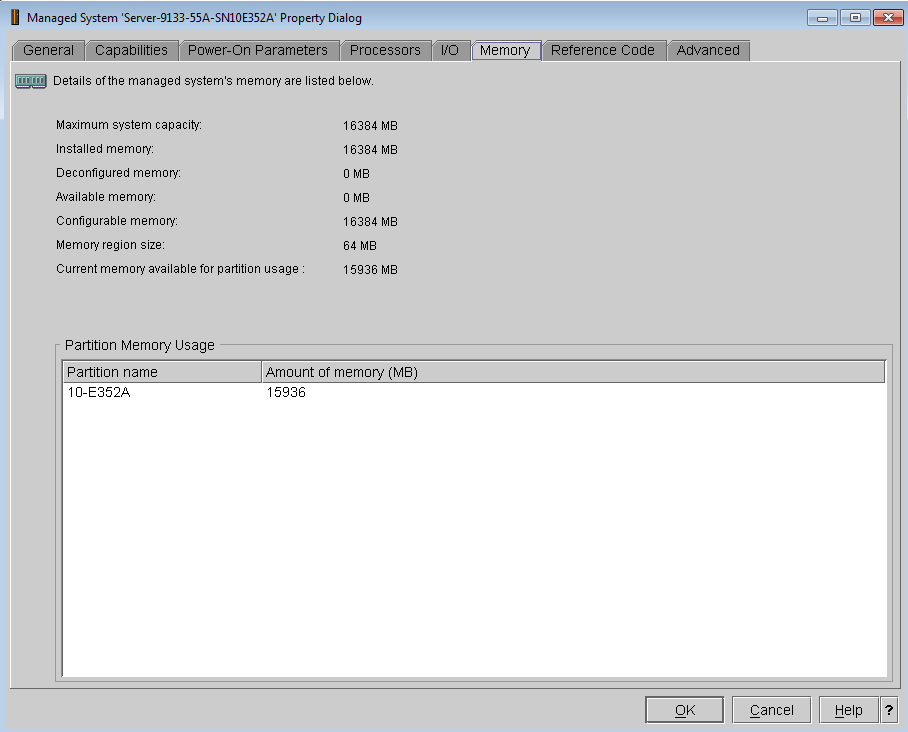 Managed System 'Server-9133-55A-SN10E352A' Property Dialog
General Capabilities Power-On Parameters Processors I/O Memory Reference Code Advanced
Details of the managed system's memory are listed below.
Maximum system capacity: 16384 MB
Installed memory: 16384 MB
Deconfigured memory: 0 MB
Available memory: 0 MB
Configurable memory: 16384 MB
Memory region size: 64 MB
Current memory available for partition usage : 15936 MB
Partition Memory Usage
Partition name Amount of memory (MB)
10-E352A 15936
OK Cancel Help ?